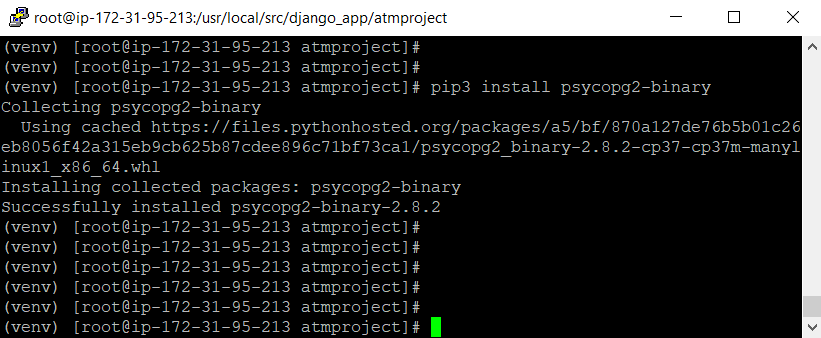 root@ip-172-31-95-213:/usr/local/src/django_app/atmproject
(venv) [root@ip-172-31-95-213 atmproject]#
(venv) [root@ip-172-31-95-213 atmproject]#
(venv) [root@ip-172-31-95-213 atmproject]# pip3 install psycopg2-binary
Collecting psycopg2-binary
  Using cached https://files.pythonhosted.org/packages/a5/bf/870a127de76b5b01c26
eb8056f42a315eb9cb625b87cdee896c71bf73ca1/psycopg2_binary-2.8.2-cp37-cp37m-manyl
inux1_x86_64.whl
Installing collected packages: psycopg2-binary
Successfully installed psycopg2-binary-2.8.2
(venv) [root@ip-172-31-95-213 atmproject]#
(venv) [root@ip-172-31-95-213 atmproject]#
(venv) [root@ip-172-31-95-213 atmproject]#
(venv) [root@ip-172-31-95-213 atmproject]#
(venv) [root@ip-172-31-95-213 atmproject]#
(venv) [root@ip-172-31-95-213 atmproject]#